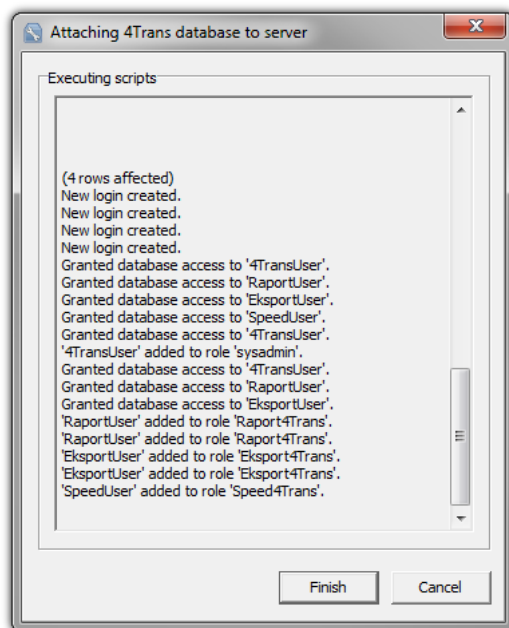 Attaching 4Trans database to server
Executing scripts
(4 rows affected)
New login created.
New login created.
New login created.
New login created.
Granted database access to '4TransUser'.
Granted database access to 'RaportUser'.
Granted database access to 'EksportUser'.
Granted database access to 'SpeedUser'.
Granted database access to '4TransUser'.
'4TransUser' added to role 'sysadmin'.
Granted database access to '4TransUser'.
Granted database access to 'RaportUser'.
Granted database access to 'EksportUser'.
'RaportUser' added to role 'Raport4Trans'.
'RaportUser' added to role 'Raport4Trans'.
'EksportUser' added to role 'Eksport4Trans'.
'EksportUser' added to role 'Eksport4Trans'.
'SpeedUser' added to role 'Speed4Trans'.
Finish
Cancel